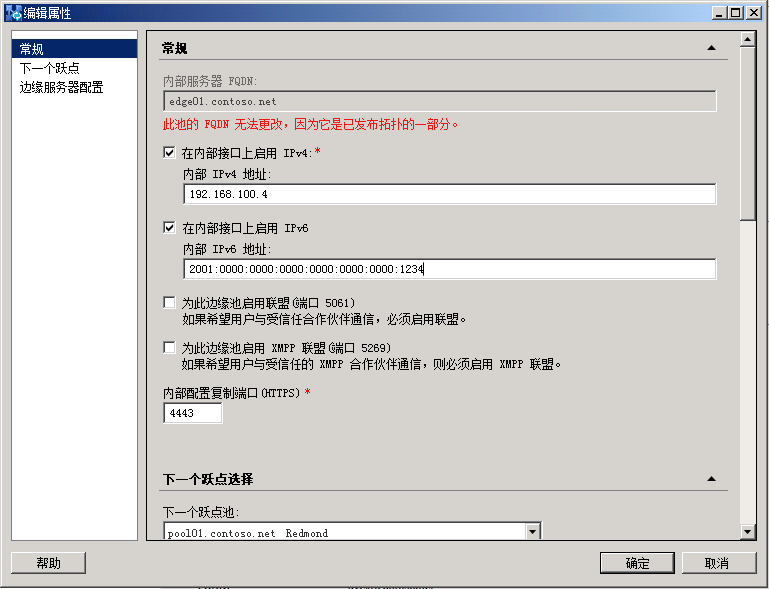 编辑属性
常规
下一个跃点
边缘服务器配置
常规
内部服务器 FQDN:
edge01.contoso.net
此池的 FQDN 无法更改，因为它是已发布拓扑的一部分。
在内部接口上启用 IPv4:*
内部 IPv4 地址:
192.168.100.4
在内部接口上启用 IPv6
内部 IPv6 地址:
2001:0000:0000:0000:0000:0000:0000:1234
为此边缘池启用联盟(端口 5061)
如果希望用户与受信任合作伙伴通信，必须启用联盟。
为此边缘池启用 XMPP 联盟(端口 5269)
如果希望用户与受信任的 XMPP 合作伙伴通信，则必须启用 XMPP 联盟。
内部配置复制端口(HTTPS) *
4443
下一个跃点选择
下一个跃点池:
pool01.contoso.net  Redmond
帮助
确定
取消